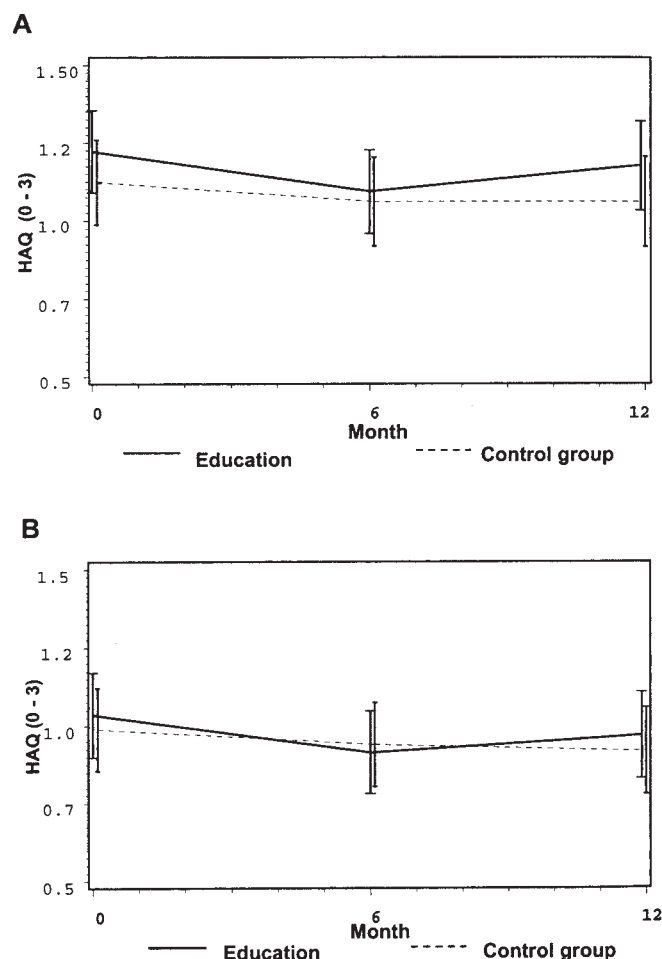 A
1.50
1.2
1.0
0.7
0.5
HAQ (0 - 3)
0 6 12
Month
Education Control group
B
1.5
1.2
1.0
0.7
0.5
HAQ (0 - 3)
0 6 12
Month
Education Control group